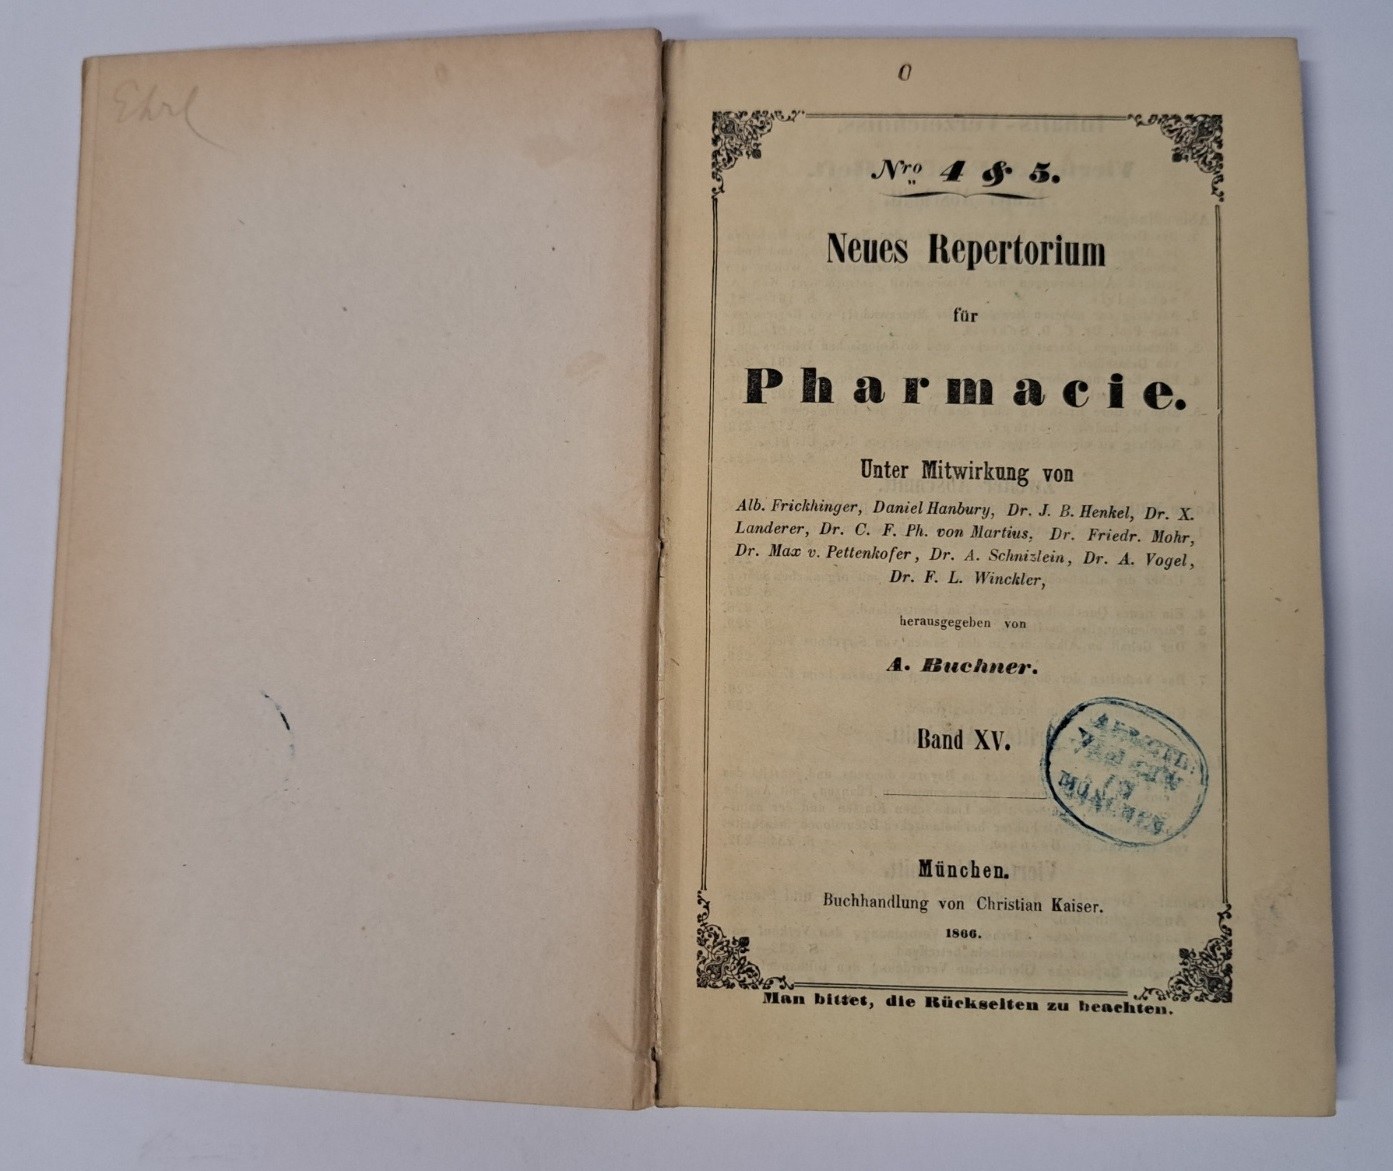 Ehrl
0
Nro 4 & 5.
Neues Repertorium
für
Pharmacie.
Unter Mitwirkung von
Alb. Frickhinger, Daniel Hanbury, Dr. J. B. Henkel, Dr. X.
Landerer, Dr. C. F. Ph. von Martius, Dr. Friedr. Mohr,
Dr. Max v. Pettenkofer, Dr. A. Schnizlein, Dr. A. Vogel,
Dr. F. L. Winckler,
herausgegeben von
A. Buchner.
Band XV.
München.
Buchhandlung von Christian Kaiser.
1866.
Man bittet, die Rückseiten zu beachten.